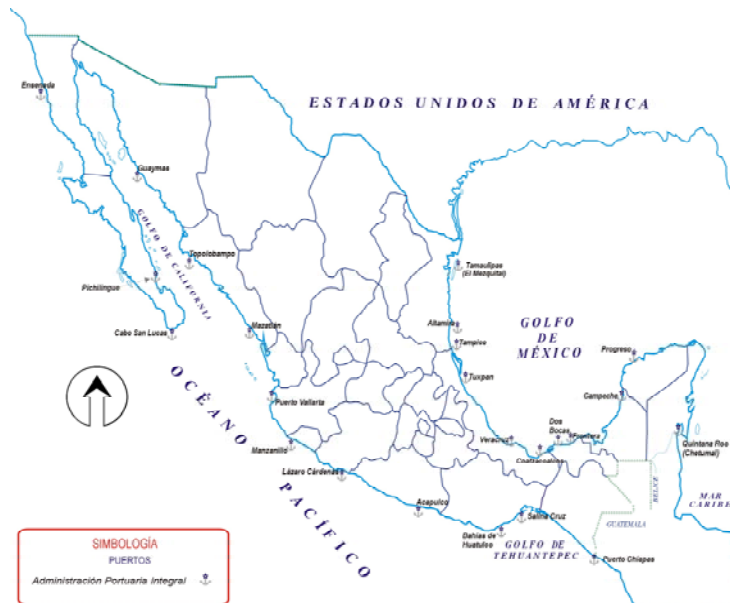 ESTADOS UNIDOS DE AMÉRICA
Ensenada
Guaymas
GOLFO DE CALIFORNIA
Topolobampo
Pichilingue
Cabo San Lucas
Mazatlán
Tamaulipas
(El Mezquital)
Altamira
Tampico
Tuxpan
GOLFO
DE
MÉXICO
Progreso
Campeche
OCÉANO
PACÍFICO
Puerto Vallarta
Manzanillo
Lázaro Cárdenas
Acapulco
Veracruz
Dos
Bocas
Frontera
Coatzacoalcos
Quintana Roo
(Chetumal)
BELICE
MAR
CARIBE
GUATEMALA
Salina Cruz
Bahías de
Huatulco
GOLFO DE
TEHUANTEPEC
Puerto Chiapas
SIMBOLOGÍA
PUERTOS
Administración Portuaria Integral